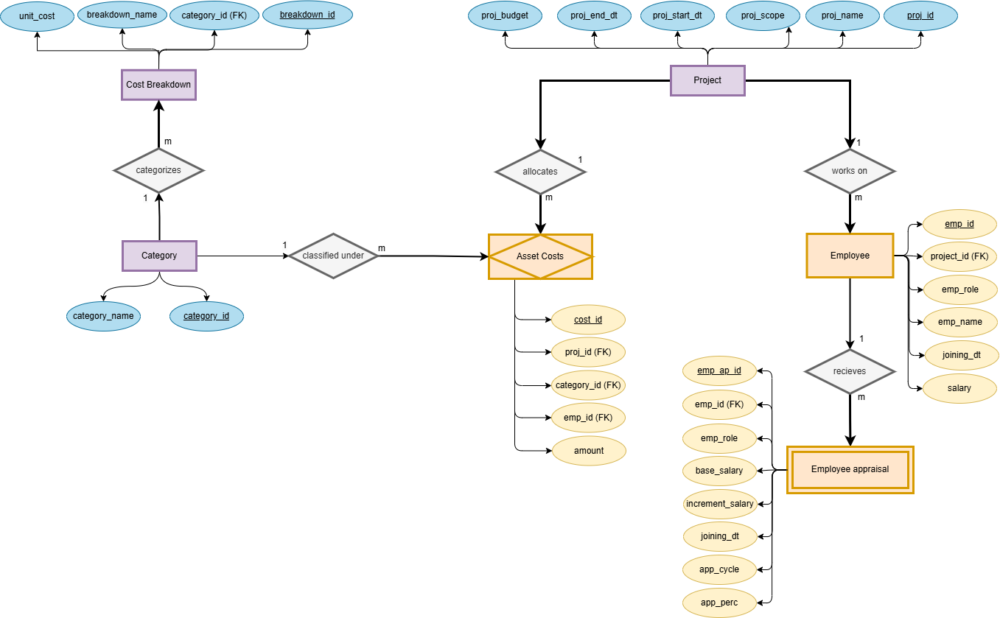 unit_cost
breakdown_name
category_id (FK)
breakdown_id
proj_budget
proj_end_dt
proj_start_dt
proj_scope
proj_name
proj_id
Cost Breakdown
Project
m
categorizes
1
1
allocates
m
1
works on
m
Category
1
classified under
m
Asset Costs
Employee
category_name
category_id
emp_id
project_id (FK)
emp_role
emp_name
joining_dt
salary
cost_id
proj_id (FK)
category_id (FK)
emp_id (FK)
amount
1
recieves
m
Employee appraisal
emp_ap_id
emp_id (FK)
emp_role
base_salary
increment_salary
joining_dt
app_cycle
app_perc